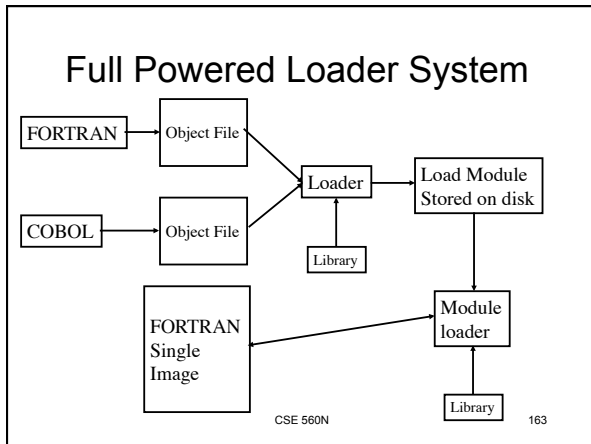 Full Powered Loader System
FORTRAN
Object File
COBOL
Object File
Loader
Library
Load Module
Stored on disk
FORTRAN
Single
Image
Module
loader
Library
CSE 560N
163